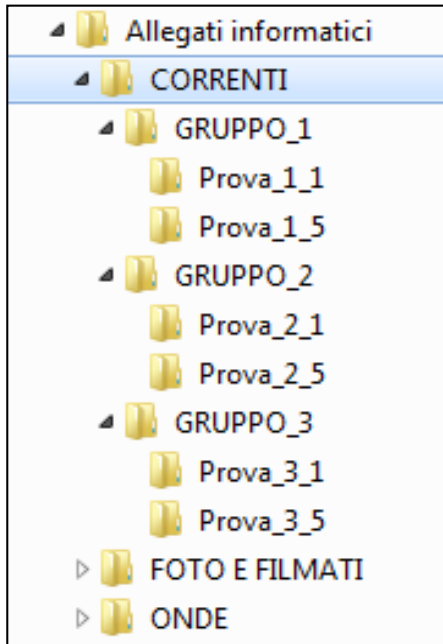 Allegati informatici
CORRENTI
GRUPPO_1
Prova_1_1
Prova_1_5
GRUPPO_2
Prova_2_1
Prova_2_5
GRUPPO_3
Prova_3_1
Prova_3_5
FOTO E FILMATI
ONDE